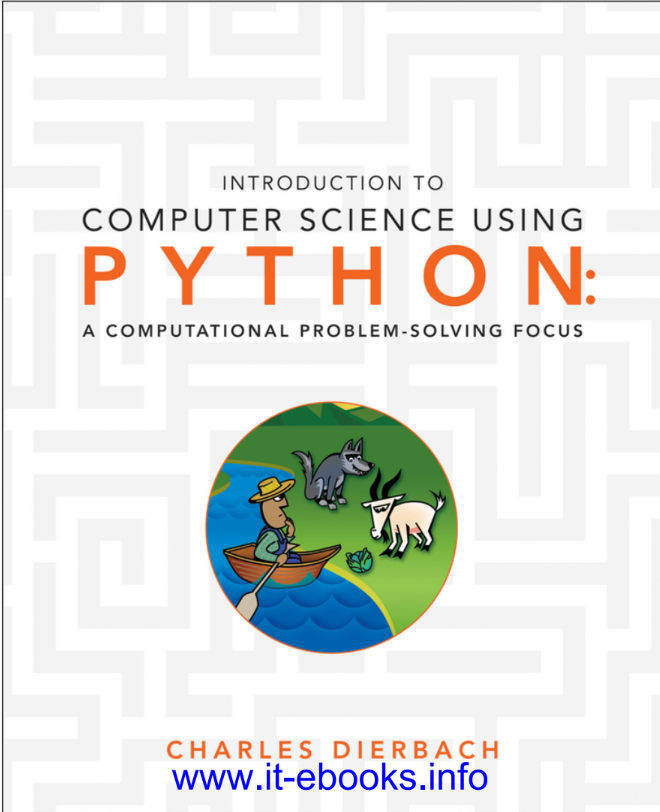 INTRODUCTION TO
COMPUTER SCIENCE USING
PYTHON:
A COMPUTATIONAL PROBLEM-SOLVING FOCUS
CHARLES DIERBACH
www.it-ebooks.info